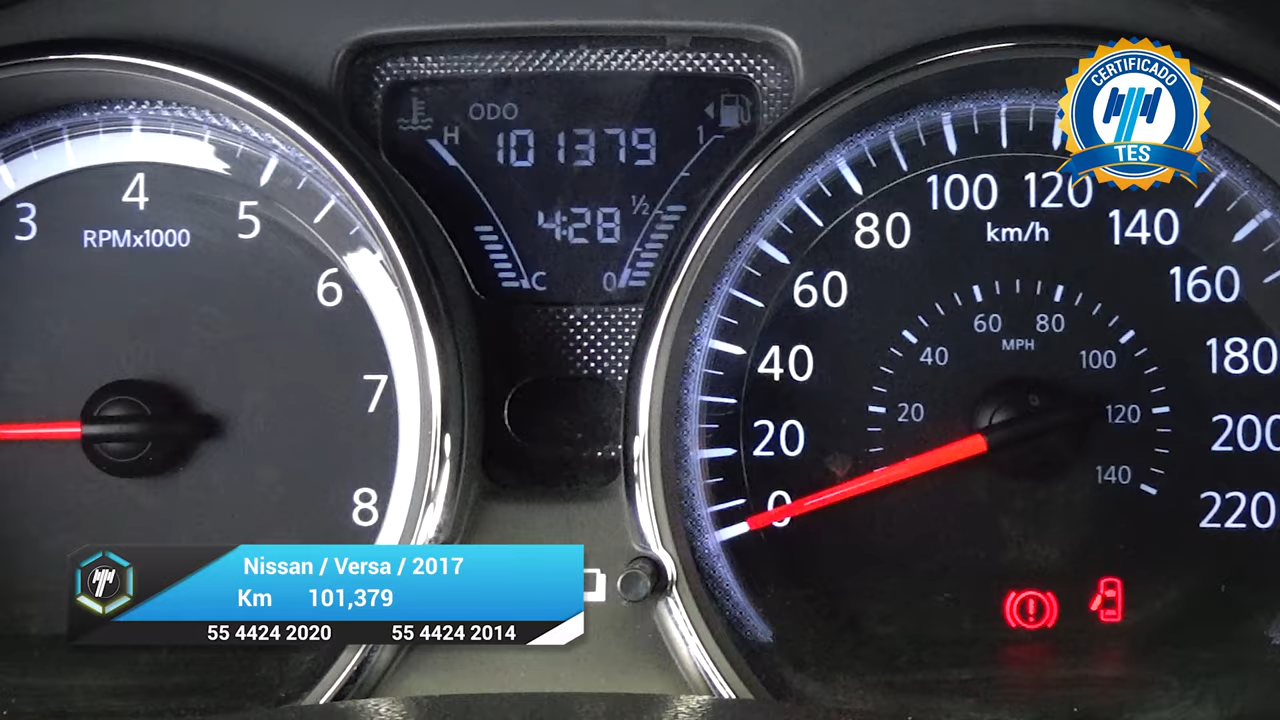 CERTIFICADO
TES
ODO
H
101379
1
4:28
1/2
C
0
3
4
5
6
7
8
RPMx1000
0
20
40
60
80
100
120
140
160
180
200
220
km/h
20
40
60
80
100
120
140
MPH
Nissan / Versa / 2017
Km 101,379
55 4424 2020 55 4424 2014